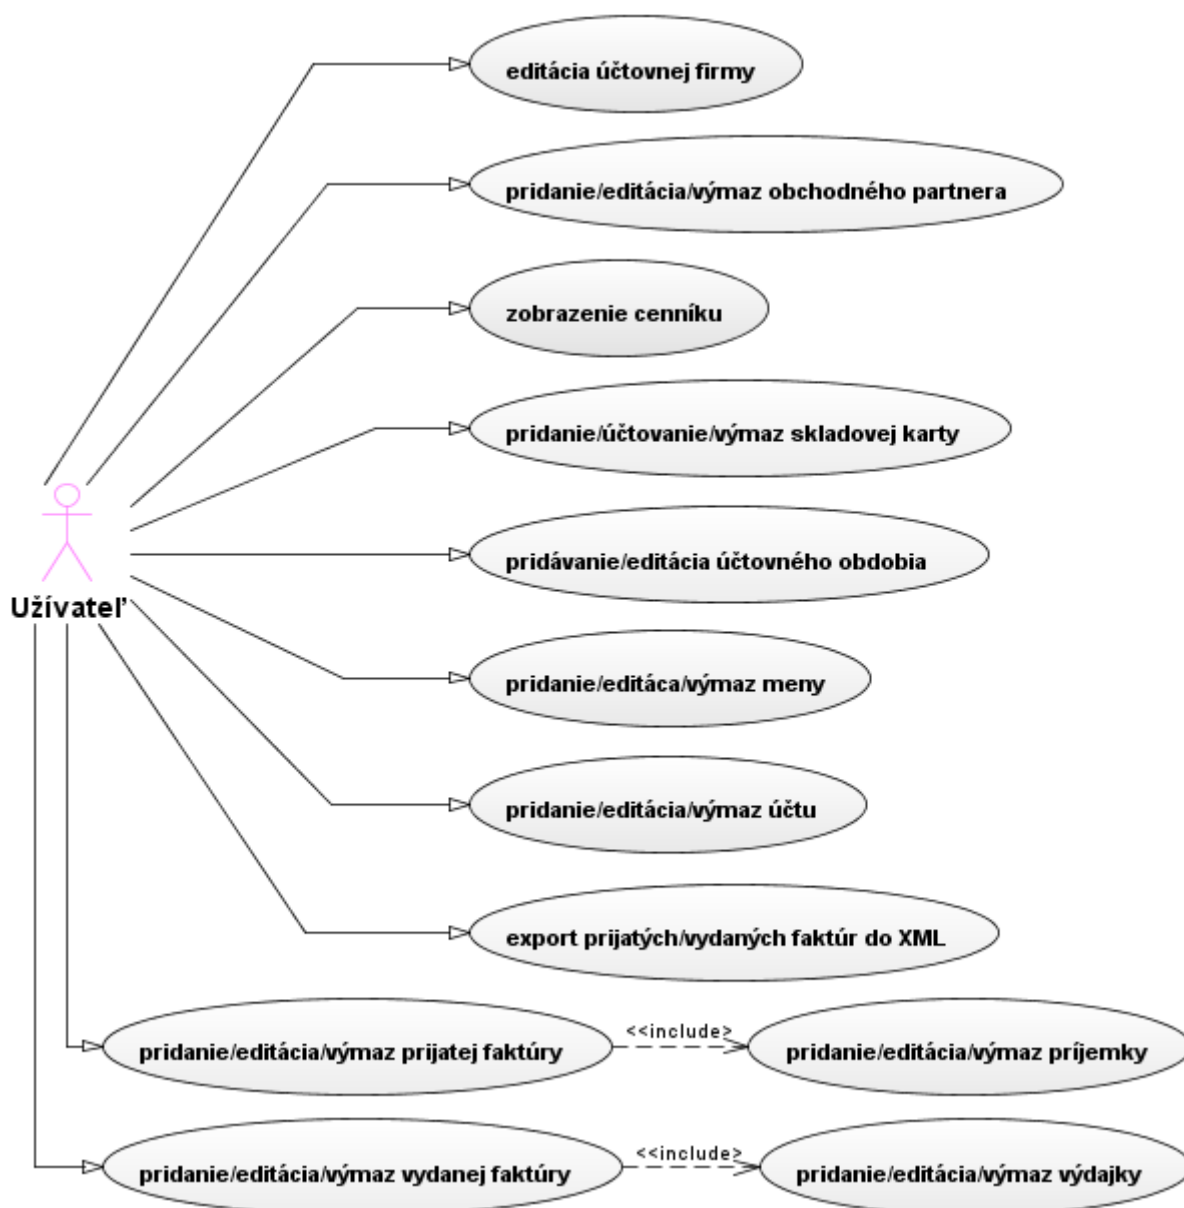 editácia účtovnej firmy
pridanie/editácia/výmaz obchodného partnera
zobrazenie cenníku
pridanie/účtovanie/výmaz skladovej karty
pridávanie/editácia účtovného obdobia
Užívateľ
pridanie/editáca/výmaz meny
pridanie/editácia/výmaz účtu
export prijatých/vydaných faktúr do XML
pridanie/editácia/výmaz prijatej faktúry
<<include>
pridanie/editácia/výmaz príjemky
pridanie/editácia/výmaz vydanej faktúry
<<include>
pridanie/editácia/výmaz výdajky